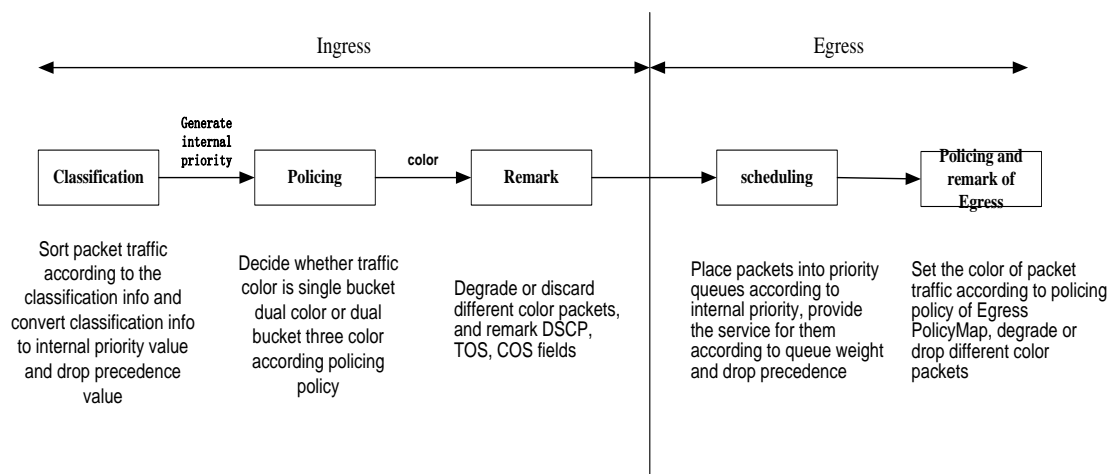 Ingress
Egress
Generate
internal
priority
color
Classification
Policing
Remark
scheduling
Policing and
remark of
Egress
Sort packet traffic
according to the
classification info and
convert classification info
to internal priority value
and drop precedence
value
Decide whether traffic
color is single bucket
dual color or dual
bucket three color
according policing
policy
Degrade or discard
different color packets,
and remark DSCP,
TOS, COS fields
Place packets into priority
queues according to
internal priority, provide
the service for them
according to queue weight
and drop precedence
Set the color of packet
traffic according to policing
policy of Egress
PolicyMap, degrade or
drop different color
packets